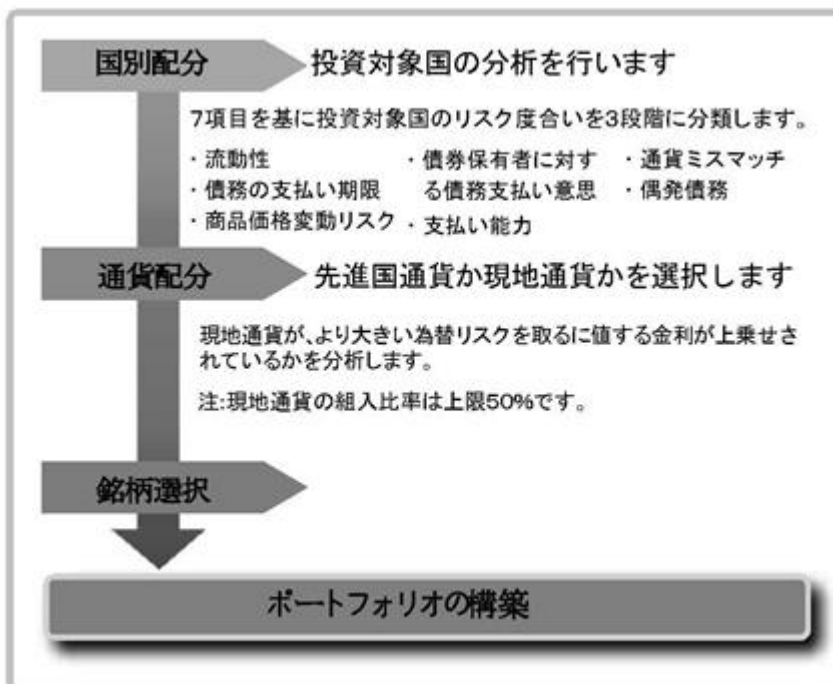 国別配分
投資対象国の分析を行います
7項目を基に投資対象国のリスク度合いを3段階に分類します。
・流動性
・債務の支払い期限
・商品価格変動リスク
・債券保有者に対す
る債務支払い意思
・支払い能力
・通貨ミスマッチ
・偶発債務
通貨配分
先進国通貨か現地通貨かを選択します
現地通貨が、より大きい為替リスクを取るに値する金利が上乗せさ
れているかを分析します。
注:現地通貨の組入比率は上限50%です。
銘柄選択
ポートフォリオの構築